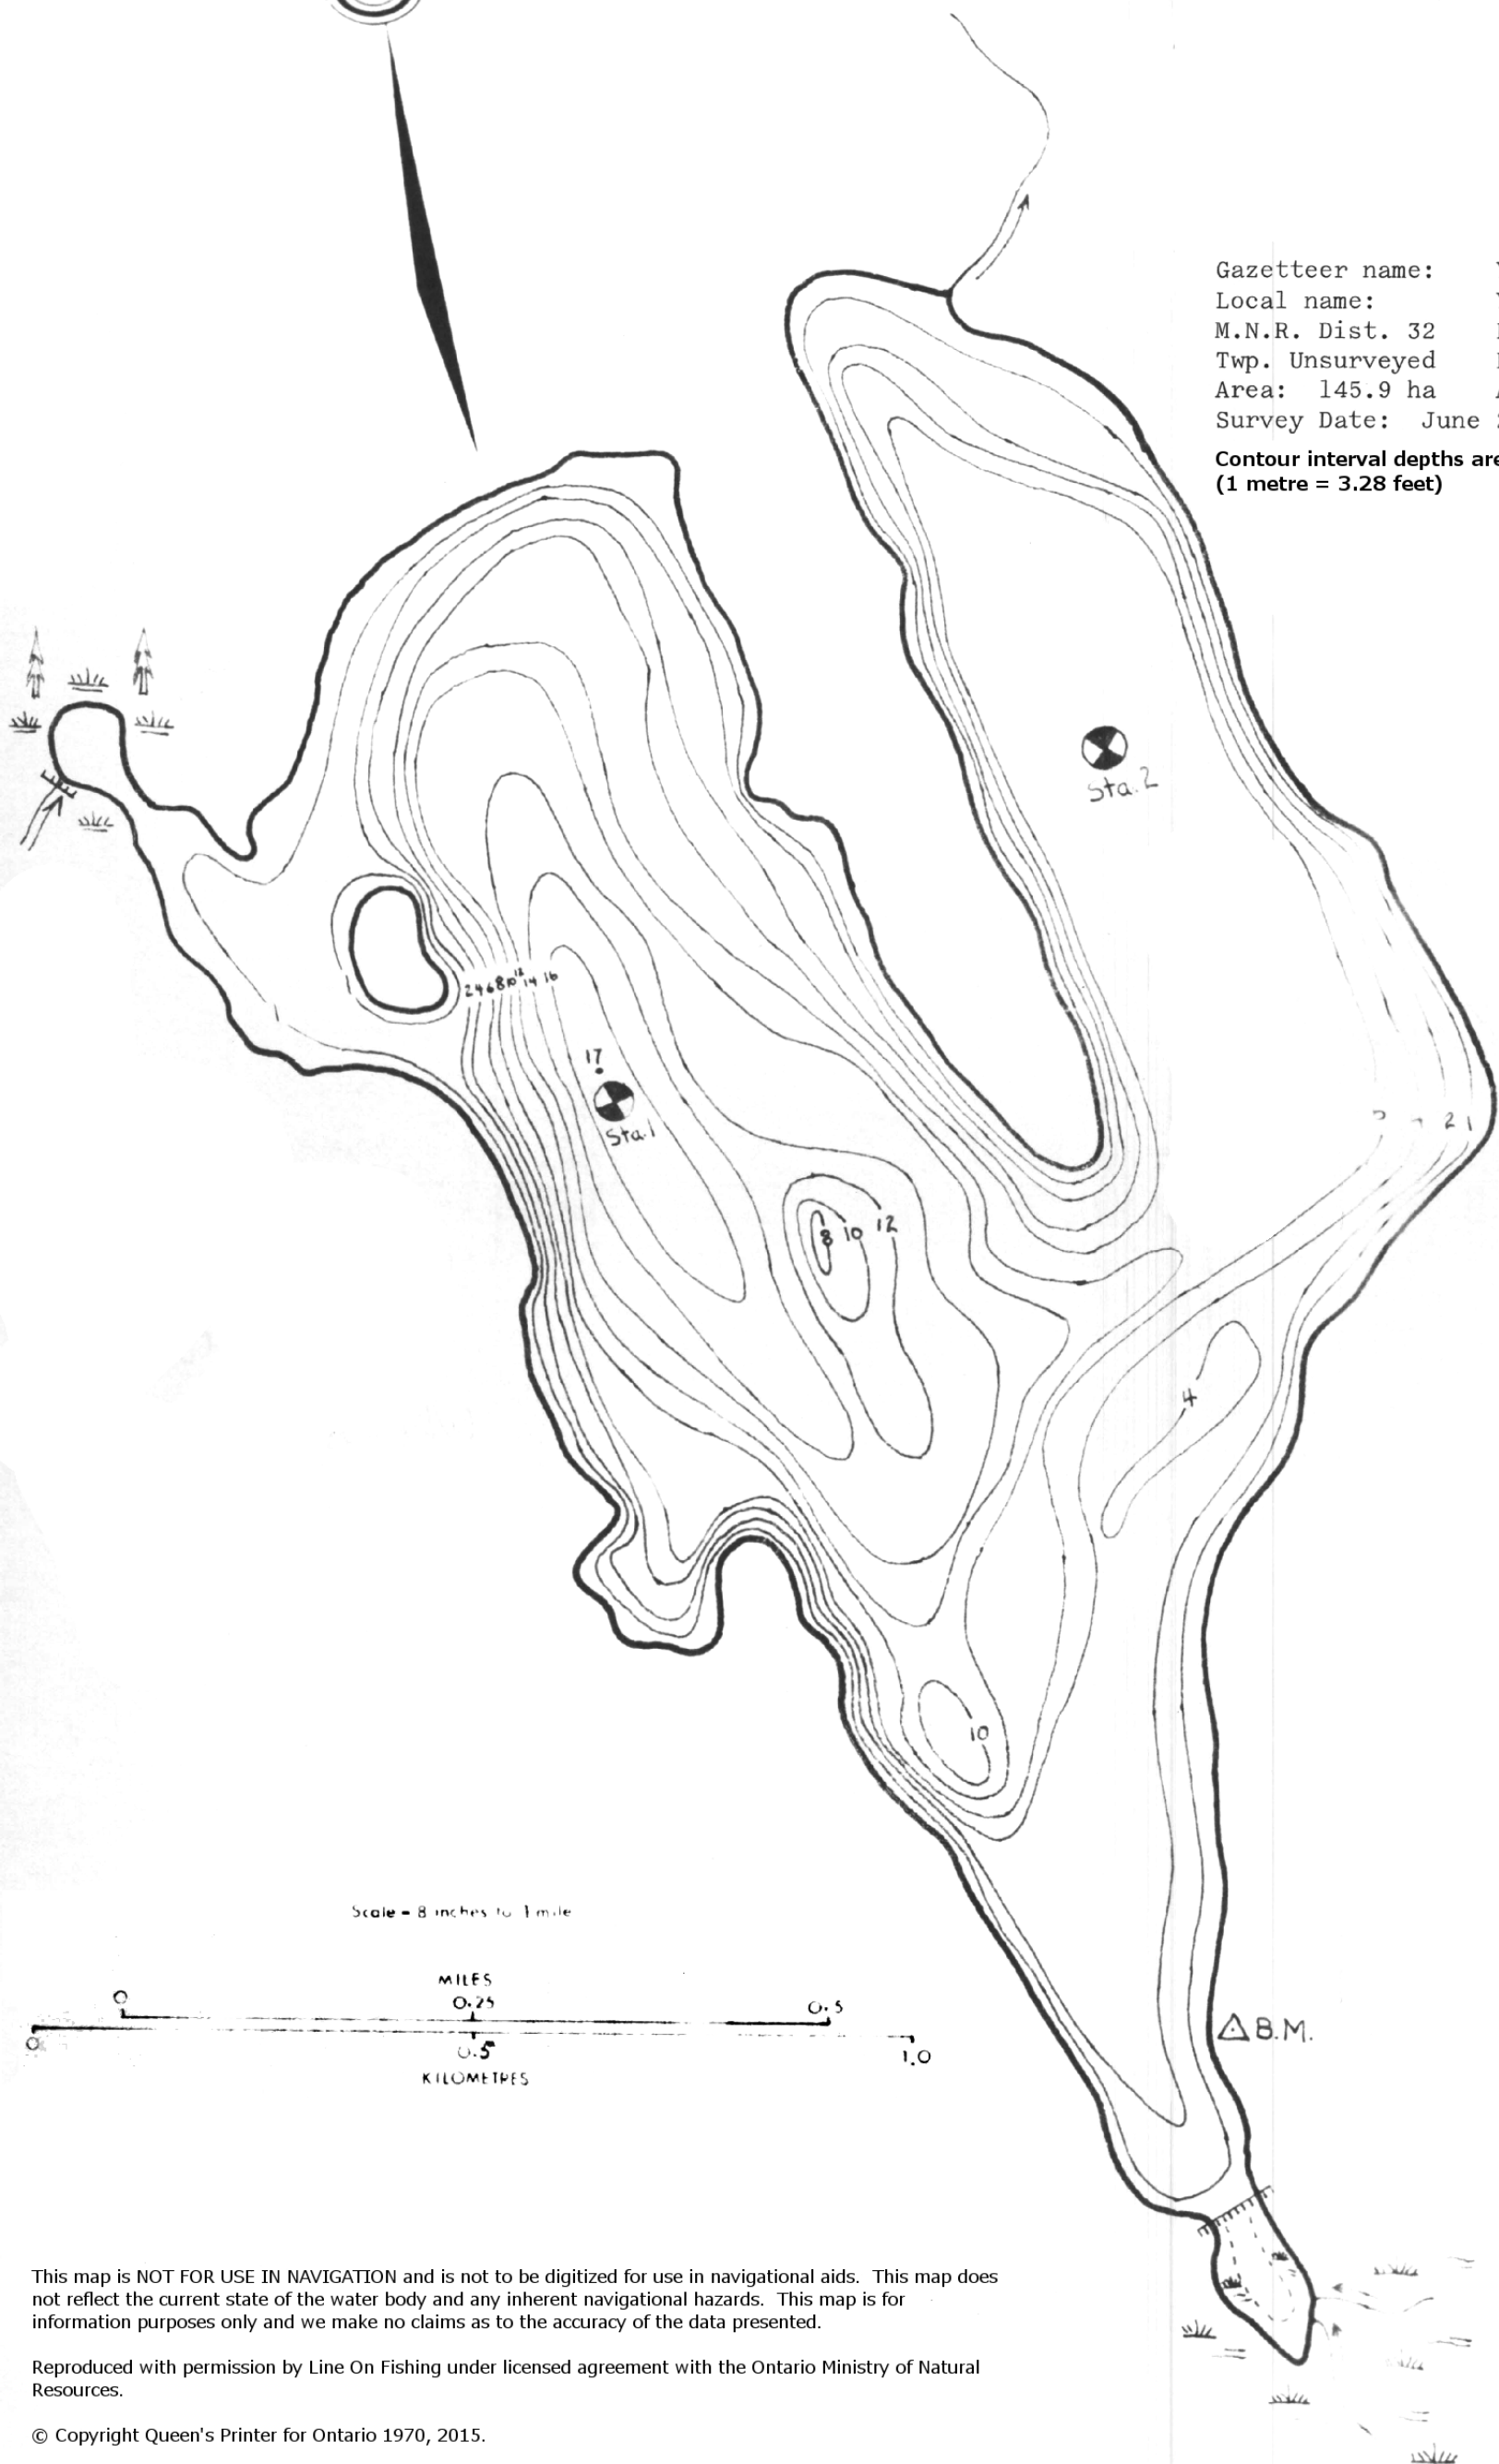 Gazetteer name:
Local name:
M.N.R. Dist. 32
Twp. Unsurveyed
Area: 145.9 ha
Survey Date: June
Contour interval depths are
(1 metre = 3.28 feet)
Sta. 2
2 4 6 8 10 12 14 16
17
Sta. 1
2 1
8 10 12
4
10
Scale = 8 inches to 1 mile
MILES
0 0.25 0.5
0 0.5 1.0
KILOMETRES
△ B.M.
This map is NOT FOR USE IN NAVIGATION and is not to be digitized for use in navigational aids. This map does
not reflect the current state of the water body and any inherent navigational hazards. This map is for
information purposes only and we make no claims as to the accuracy of the data presented.
Reproduced with permission by Line On Fishing under licensed agreement with the Ontario Ministry of Natural
Resources.
© Copyright Queen's Printer for Ontario 1970, 2015.